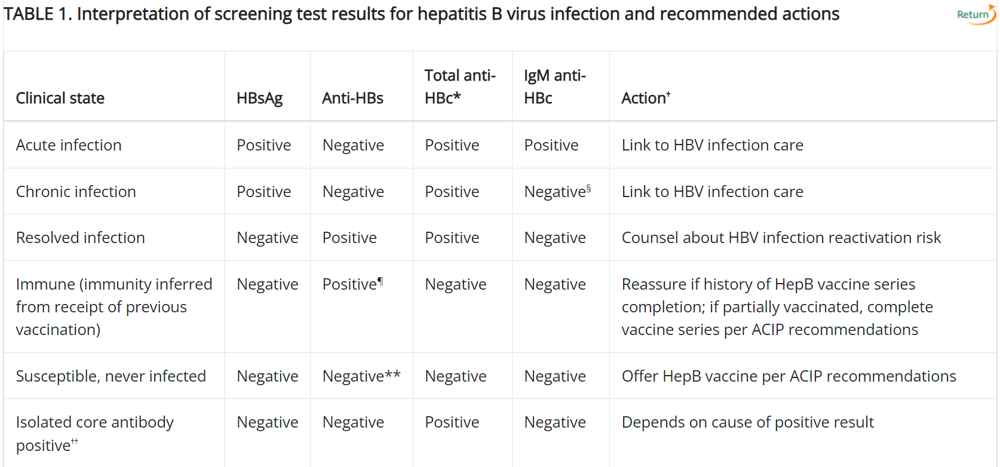 TABLE 1. Interpretation of screening test results for hepatitis B virus infection and recommended actions
Return
Clinical state HBsAg Anti-HBs Total anti-HBc* IgM anti-HBc Action†
Acute infection Positive Negative Positive Positive Link to HBV infection care
Chronic infection Positive Negative Positive Negative§ Link to HBV infection care
Resolved infection Negative Positive Positive Negative Counsel about HBV infection reactivation risk
Immune (immunity inferred
from receipt of previous
vaccination) Negative Positive¶ Negative Negative Reassure if history of HepB vaccine series
completion; if partially vaccinated, complete
vaccine series per ACIP recommendations
Susceptible, never infected Negative Negative** Negative Negative Offer HepB vaccine per ACIP recommendations
Isolated core antibody
positive†† Negative Negative Positive Negative Depends on cause of positive result